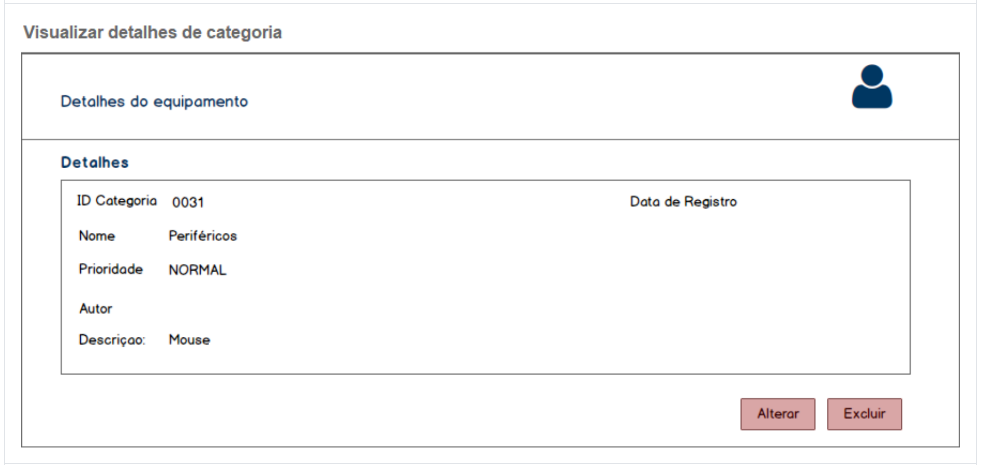 Visualizar detalhes de categoria
Detalhes do equipamento
Detalhes
ID Categoria 0031 Data de Registro
Nome Periféricos
Prioridade NORMAL
Autor
Descriçao: Mouse
Alterar Excluir